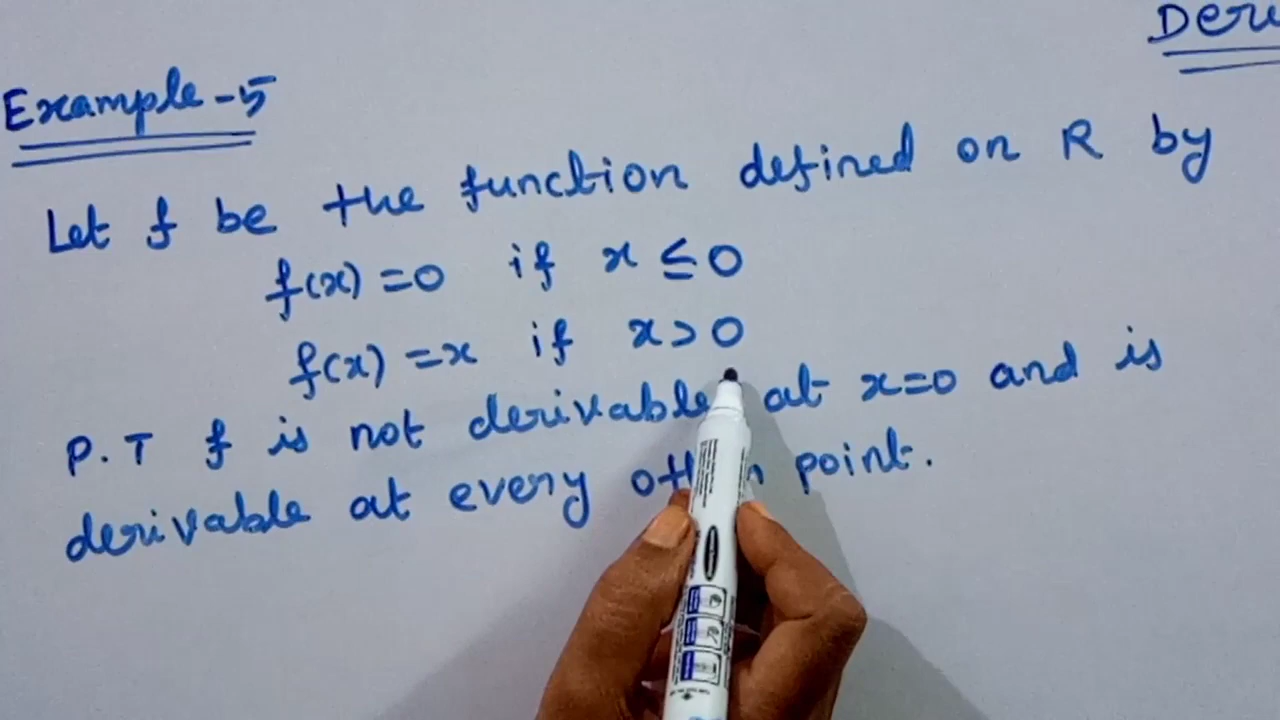 Example-5
Let f be the function defined on R by
f(x) = 0 if x ≤ 0
f(x) = x if x > 0
P.T f is not derivable at x=0 and is
derivable at every point.